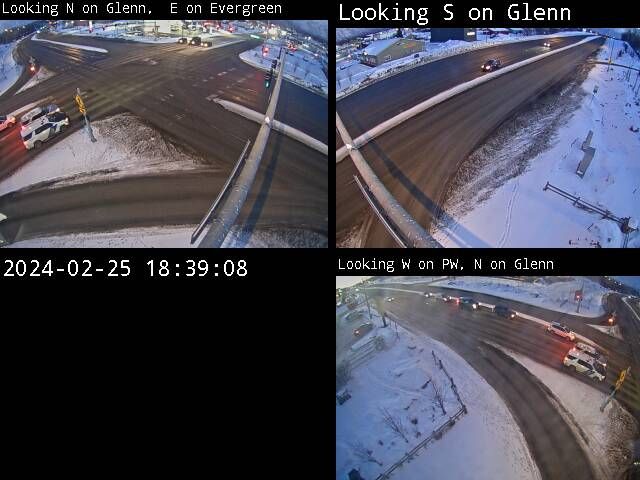 Looking N on Glenn,  E on Evergreen
Looking S on Glenn
2024-02-25 18:39:08
Looking W on PW, N on Glenn